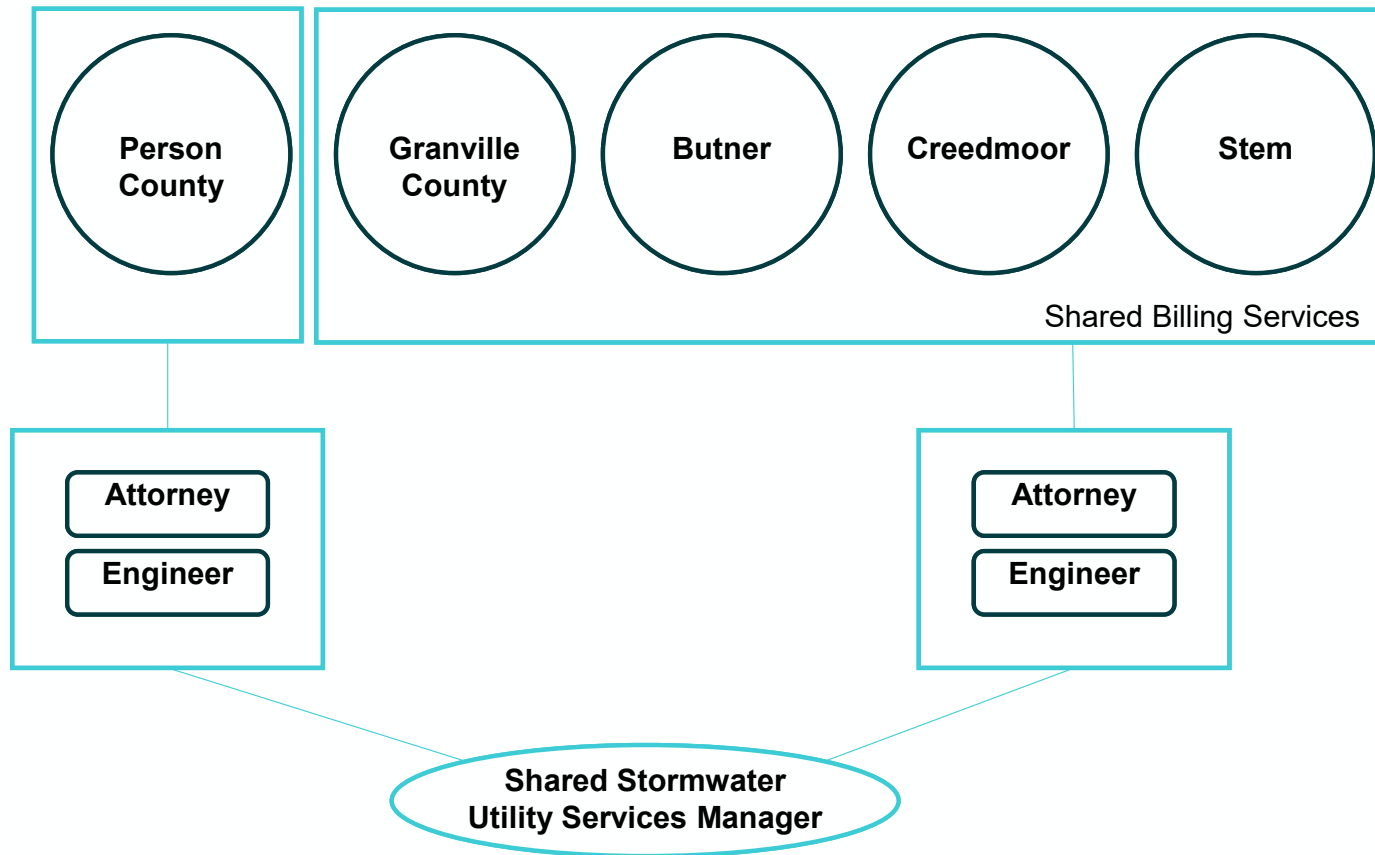 Person
County
Granville
County
Butner
Creedmoor
Stem
Shared Billing Services
Attorney
Engineer
Attorney
Engineer
Shared Stormwater
Utility Services Manager